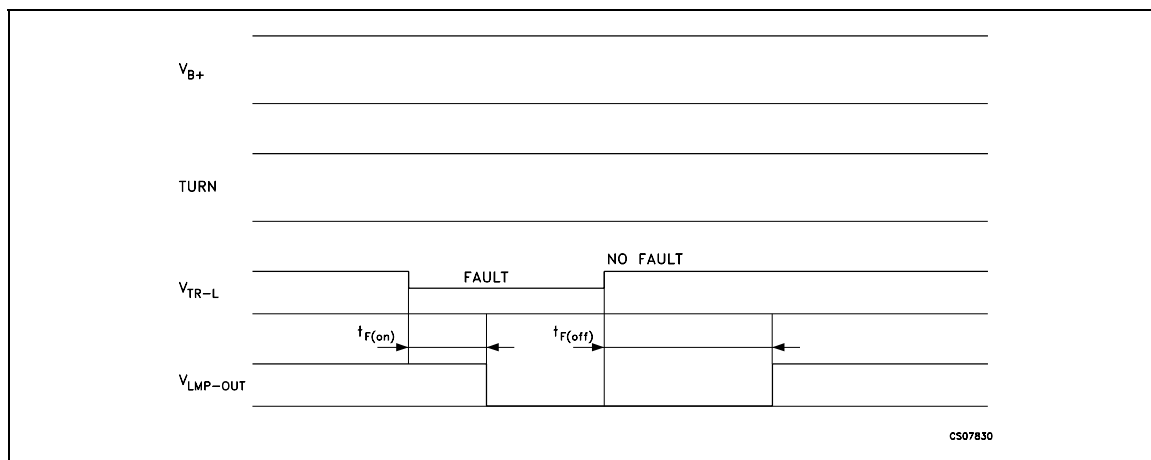 V_B+
TURN
NO FAULT
FAULT
V_TR-L
t_F(on)
t_F(off)
V_LMP-OUT
CS07830